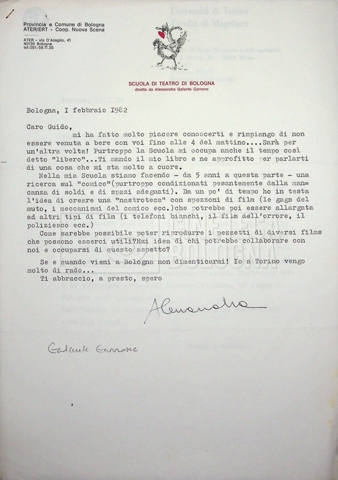 Provincia e Comune di Bologna
ATER/ERT - Coop. Nuova Scena
ATER - via D'Azeglio, 41
40123 Bologna
SCUOLA DI TEATRO DI BOLOGNA
diretta da Alessandra Galante Garrone
Bologna, I febbraio 1982
Caro Guido,
mi ha fatto molto piacere conoscerti e rimpiango di non
essere venuta a bere con voi fino alle 4 del mattino...Sarà per
un'altra volta! Purtroppo la Scuola mi occupa anche il tempo così
detto "libero"...Ti mando il mio libro e ne approfitto per parlarti
di una cosa che mi sta molto a cuore.
Nella mia Scuola stiamo facendo - da 5 anni a questa parte - una
ricerca sul "comico"(purtroppo condizionati pesantemente dalla man-
canza di soldi e di spazi adeguati). Da un po' di tempo ho in testa
l'idea di creare una "nastroteca" con spezzoni di film (le gags del
muto, i meccanismi del comico ecc.)che potrebbe poi essere allargata
ad altri tipi di film (i telefoni bianchi, il film dell'orrore, il
poliziesco ecc.)
Come sarebbe possibile poter riprodurre i pezzetti di diversi films
che possono esserci utili?Hai idea di chi potrebbe collaborare con
noi e occuparsi di questo aspetto?
Se e quando vieni a Bologna non dimenticarmi! Io a Torino vengo
molto di rado...
Ti abbraccio, a presto, spero
Alessandra
Galante Garrone